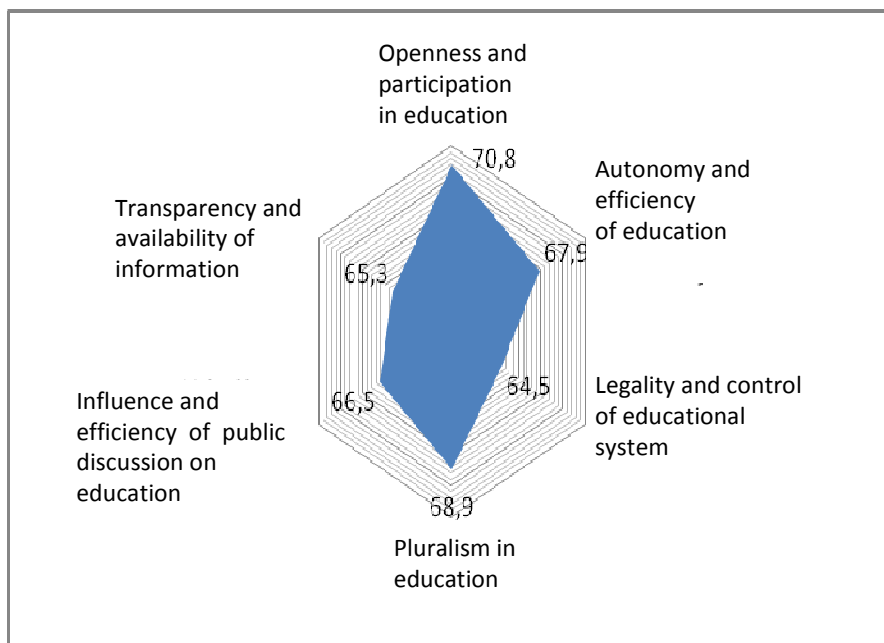 Openness and
participation
in education
70,8
Autonomy and
efficiency
of education
67,9
Legality and control
of educational
system
64,5
Pluralism in
education
68,9
Influence and
efficiency of public
discussion on
education
66,5
Transparency and
availability of
information
65,3